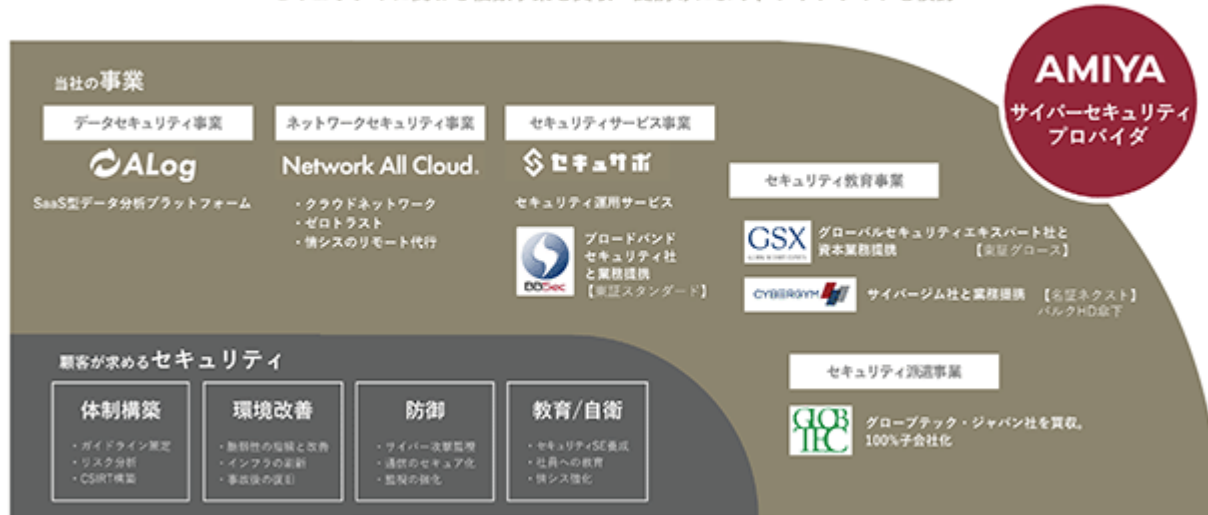 当社の事業
データセキュリティ事業
ALog
SaaS型データ分析プラットフォーム
ネットワークセキュリティ事業
Network All Cloud.
・クラウドネットワーク
・ゼロトラスト
・情シスのリモート代行
セキュリティサービス事業
セキュサポ
セキュリティ運用サービス
BBSec
ブロードバンド
セキュリティ社
と業務提携
【東証スタンダード】
AMIYA
サイバーセキュリティ
プロバイダ
セキュリティ教育事業
GSX
グローバルセキュリティエキスパート社と
資本業務提携 【東証グロース】
CYBERGYM
サイバージム社と業務提携 【名証ネクスト】
バルクHD傘下
セキュリティ派遣事業
GLOB
TEC
グローブテック・ジャパン社を買収。
100%子会社化
顧客が求めるセキュリティ
体制構築
・ガイドライン策定
・リスク分析
・CSIRT構築
環境改善
・脆弱性の指摘と改善
・インフラの刷新
・事故後の復旧
防御
・サイバー攻撃監視
・通信のセキュア化
・監視の強化
教育/自衛
・セキュリティSE養成
・社員への教育
・情シス強化